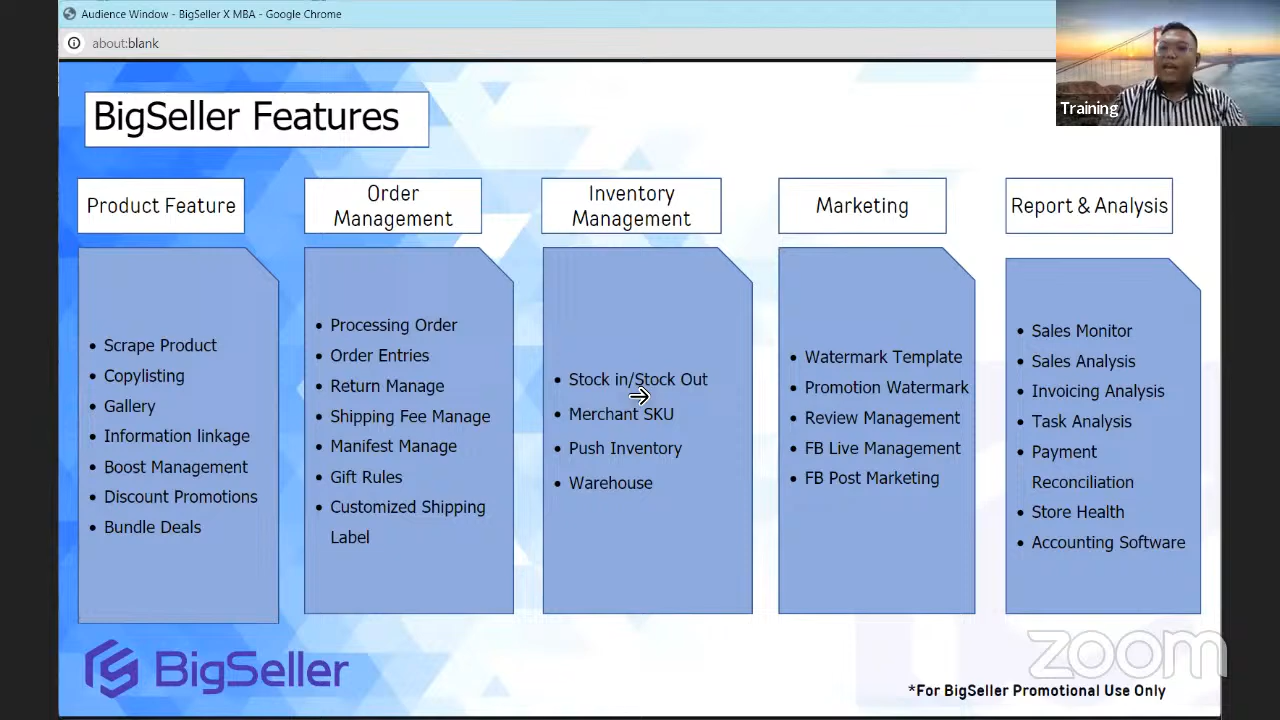 Audience Window - BigSeller X MBA - Google Chrome
about:blank
Training
BigSeller Features
Product Feature
Scrape Product
Copylisting
Gallery
Information linkage
Boost Management
Discount Promotions
Bundle Deals
Order
Management
Processing Order
Order Entries
Return Manage
Shipping Fee Manage
Manifest Manage
Gift Rules
Customized Shipping
Label
Inventory
Management
Stock in/Stock Out
Merchant SKU
Push Inventory
Warehouse
Marketing
Watermark Template
Promotion Watermark
Review Management
FB Live Management
FB Post Marketing
Report & Analysis
Sales Monitor
Sales Analysis
Invoicing Analysis
Task Analysis
Payment
Reconciliation
Store Health
Accounting Software
BigSeller
zoom
*For BigSeller Promotional Use Only